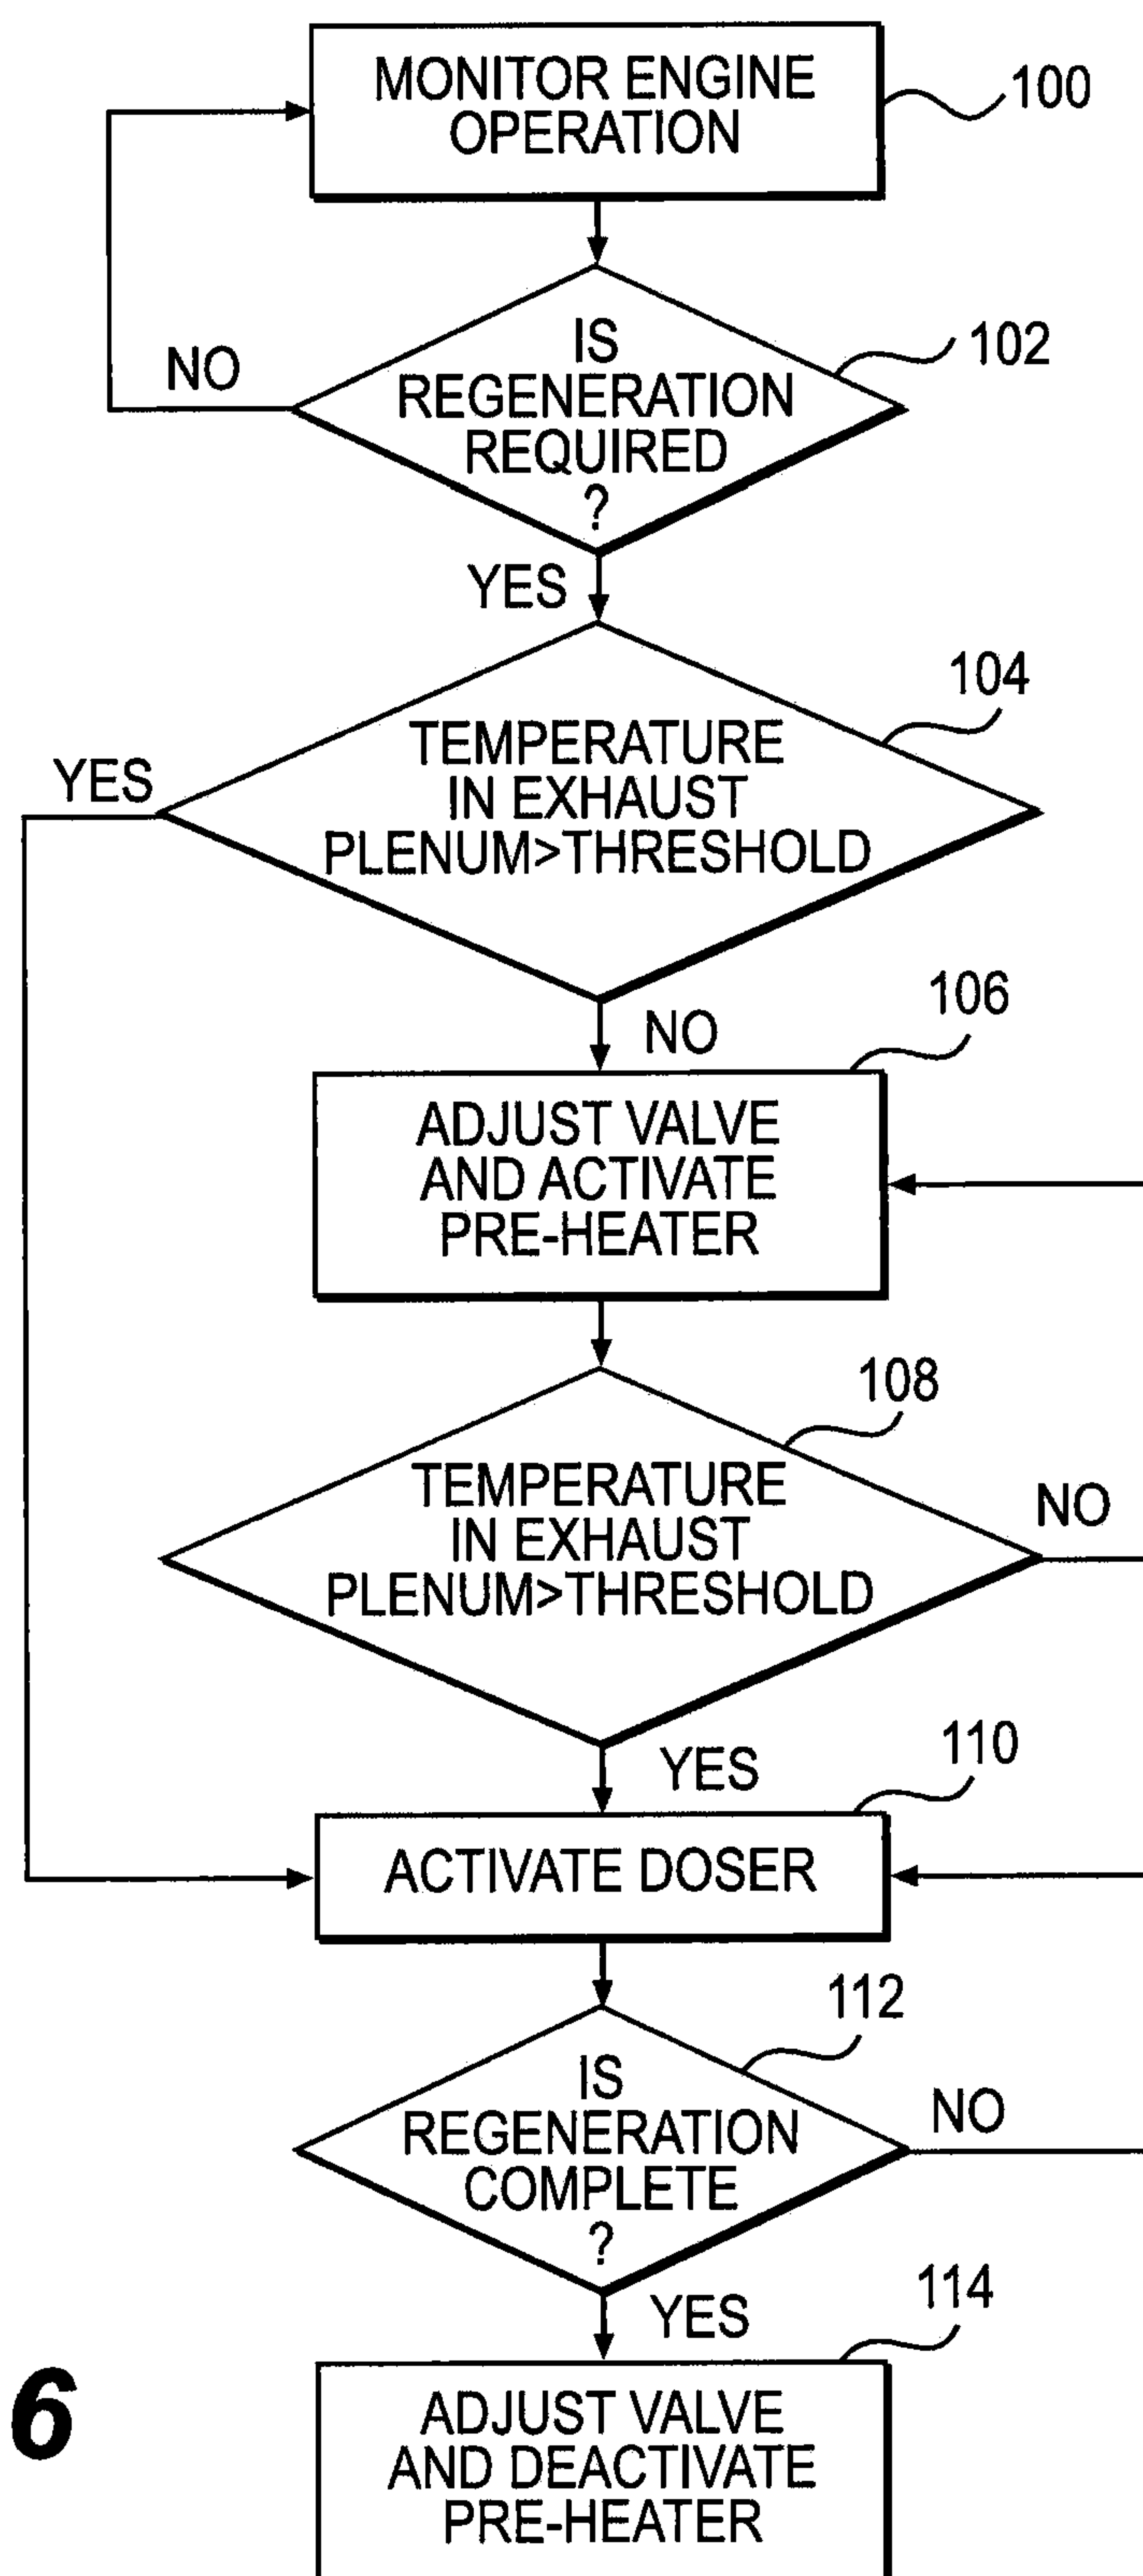 MONITOR ENGINE
OPERATION
100
IS
REGENERATION
REQUIRED
?
102
NO
YES
TEMPERATURE
IN EXHAUST
PLENUM>THRESHOLD
104
YES
NO
ADJUST VALVE
AND ACTIVATE
PRE-HEATER
106
TEMPERATURE
IN EXHAUST
PLENUM>THRESHOLD
108
NO
YES
ACTIVATE DOSER
110
IS
REGENERATION
COMPLETE
?
112
NO
YES
ADJUST VALVE
AND DEACTIVATE
PRE-HEATER
114
6